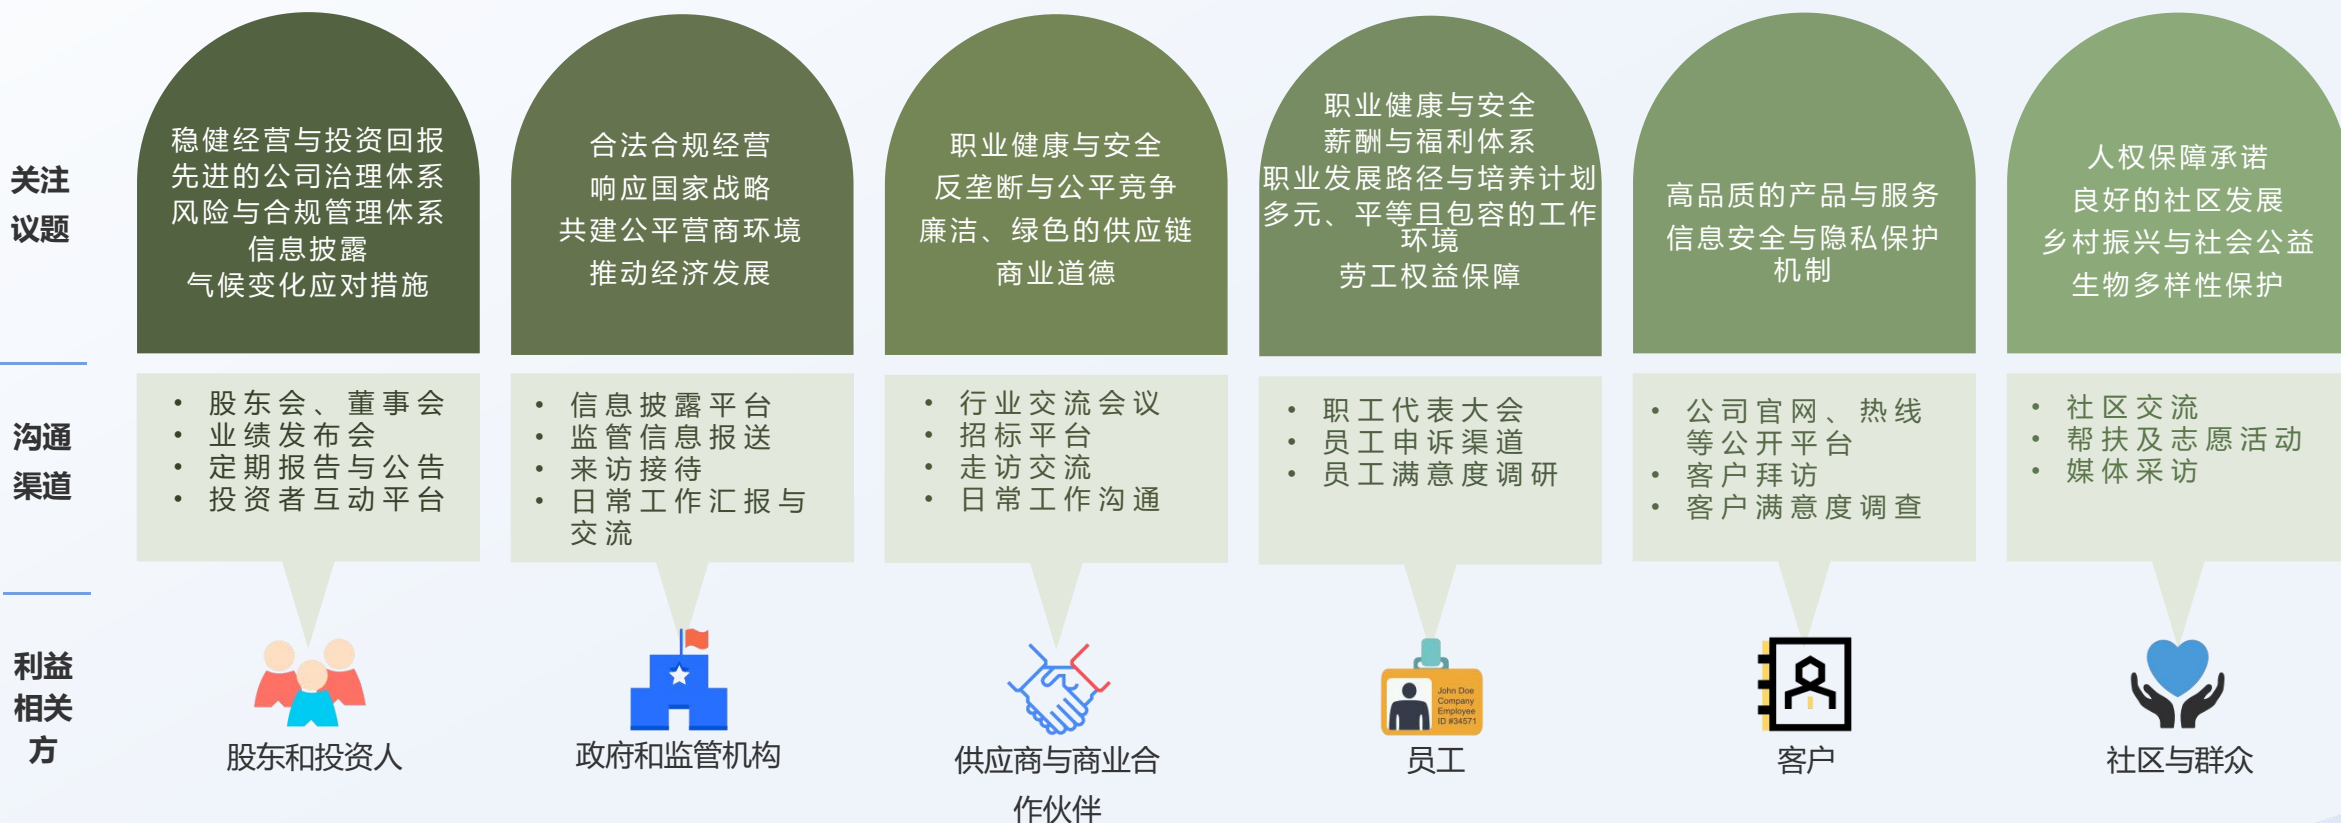 关注
议题
稳健经营与投资回报
先进的公司治理体系
风险与合规管理体系
信息披露
气候变化应对措施
合法合规经营
响应国家战略
共建公平营商环境
推动经济发展
职业健康与安全
反垄断与公平竞争
廉洁、绿色的供应链
商业道德
职业健康与安全
薪酬与福利体系
职业发展路径与培养计划
多元、平等且包容的工作
环境
劳工权益保障
高品质的产品与服务
信息安全与隐私保护
机制
人权保障承诺
良好的社区发展
乡村振兴与社会公益
生物多样性保护
沟通
渠道
• 股东会、董事会
• 业绩发布会
• 定期报告与公告
• 投资者互动平台
• 信息披露平台
• 监管信息报送
• 来访接待
• 日常工作汇报与
交流
• 行业交流会议
• 招标平台
• 走访交流
• 日常工作沟通
• 职工代表大会
• 员工申诉渠道
• 员工满意度调研
• 公司官网、热线
等公开平台
• 客户拜访
• 客户满意度调查
• 社区交流
• 帮扶及志愿活动
• 媒体采访
利益
相关
方
股东和投资人
政府和监管机构
供应商与商业合
作伙伴
John Doe
Company
Employee
ID #34571
员工
客户
社区与群众